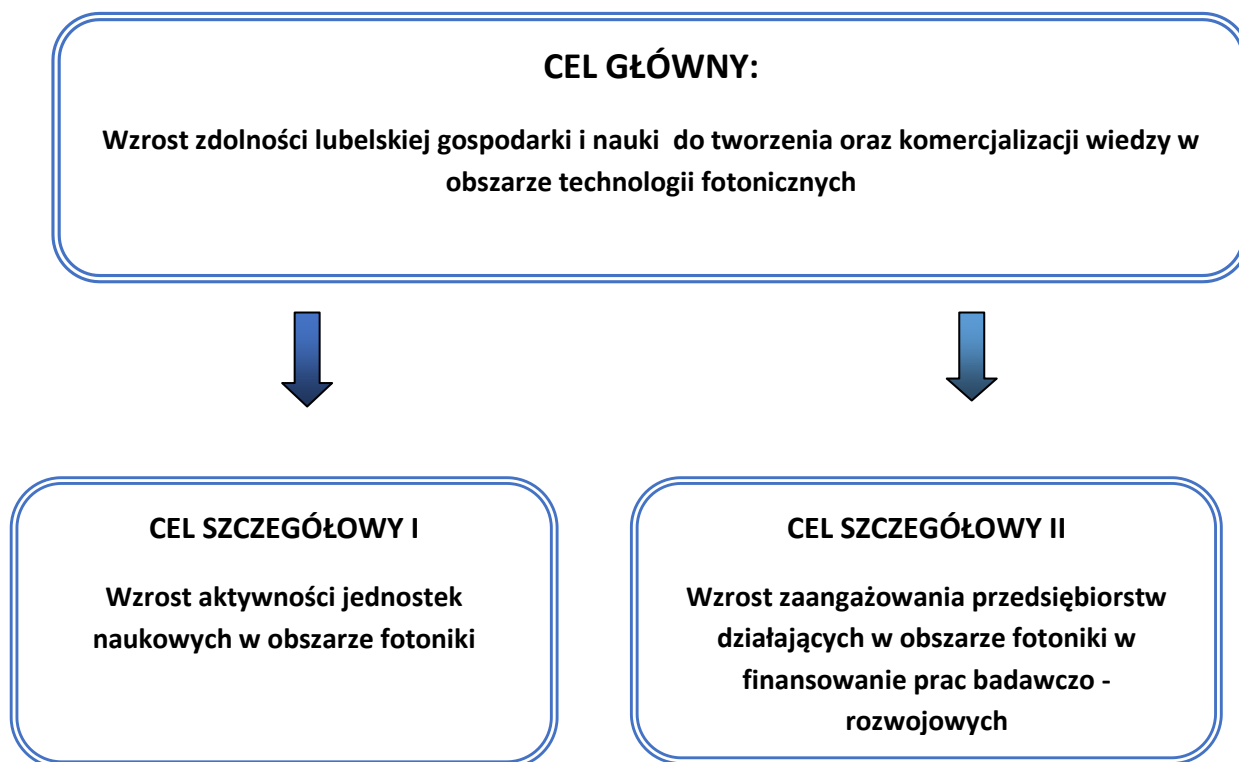 CEL GŁÓWNY:
Wzrost zdolności lubelskiej gospodarki i nauki  do tworzenia oraz komercjalizacji wiedzy w
obszarze technologii fotonicznych
CEL SZCZEGÓŁOWY I
Wzrost aktywności jednostek
naukowych w obszarze fotoniki
CEL SZCZEGÓŁOWY II
Wzrost zaangażowania przedsiębiorstw
działających w obszarze fotoniki w
finansowanie prac badawczo -
rozwojowych